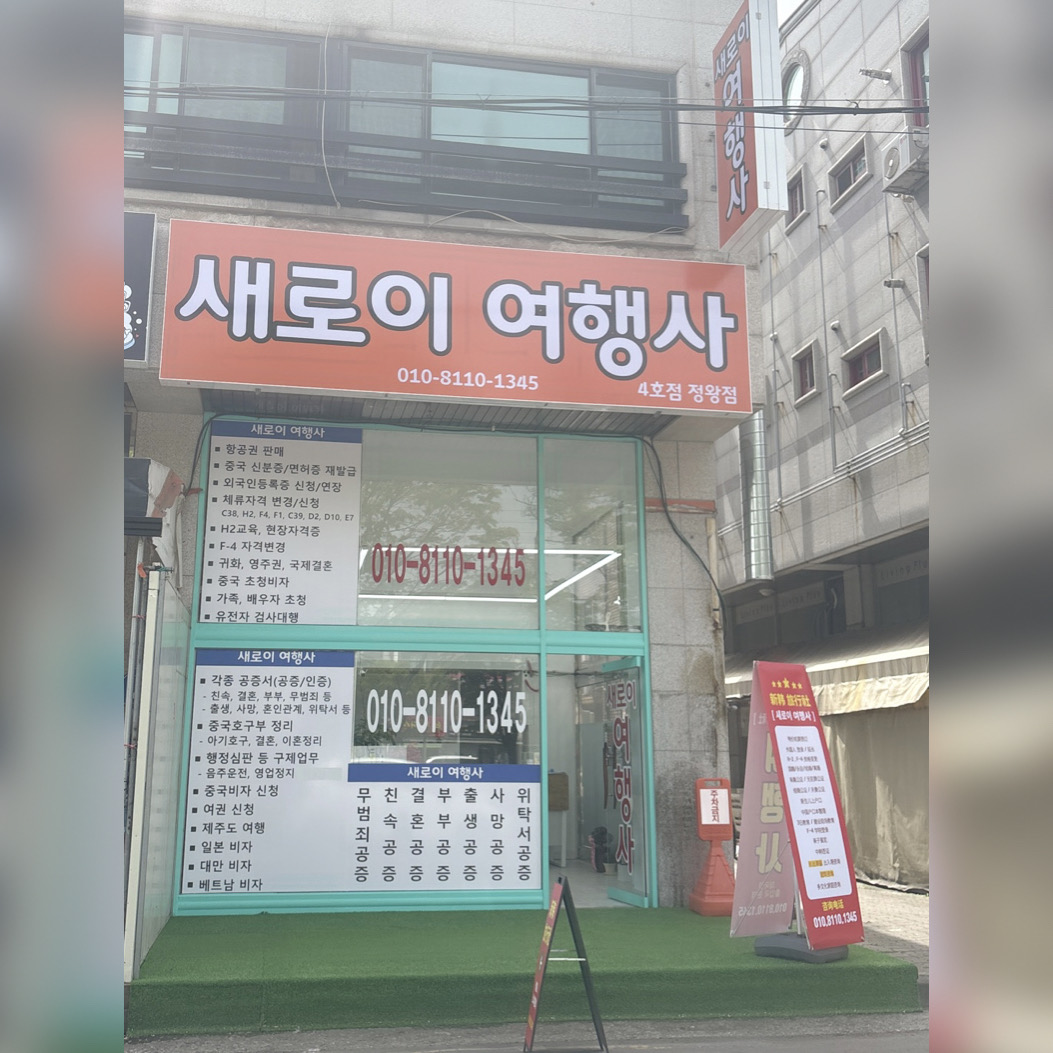 새로이 여행사
새로이 여행사
010-8110-1345
4호점 정왕점
새로이 여행사
▪ 항공권 판매
▪ 중국 신분증/면허증 재발급
▪ 외국인등록증 신청/연장
▪ 체류자격 변경/신청
C38, H2, F4, F1, C39, D2, D10, E7
▪ H2교육, 현장자격증
▪ F-4 자격변경
▪ 귀화, 영주권, 국제결혼
▪ 중국 초청비자
▪ 가족, 배우자 초청
▪ 유전자 검사대행
010-8110-1345
새로이 여행사
▪ 각종 공증서(공증/인증)
- 친속, 결혼, 부부, 무범죄 등
- 출생, 사망, 혼인관계, 위탁서 등
▪ 중국호구부 정리
- 아기호구, 결혼, 이혼정리
▪ 행정심판 등 구제업무
- 음주운전, 영업정지
▪ 중국비자 신청
▪ 여권 신청
▪ 제주도 여행
▪ 일본 비자
▪ 대만 비자
▪ 베트남 비자
010-8110-1345
새로이 여행사
무범죄공증
친속공증
결혼공증
부부공증
출생공증
사망공증
위탁서공증
새로이
여행사
주차금지
新移 旅行社
[ 새로이 여행사 ]
咨询电话
010.8110.1345